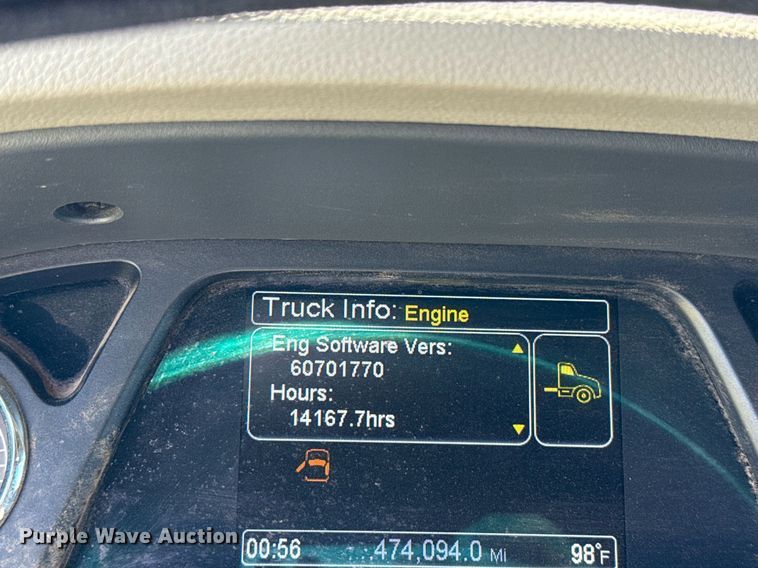 Truck Info: Engine
Eng Software Vers:
60701770
Hours:
14167.7hrs
00:56 474,094.0 MI 98°F
Purple Wave Auction